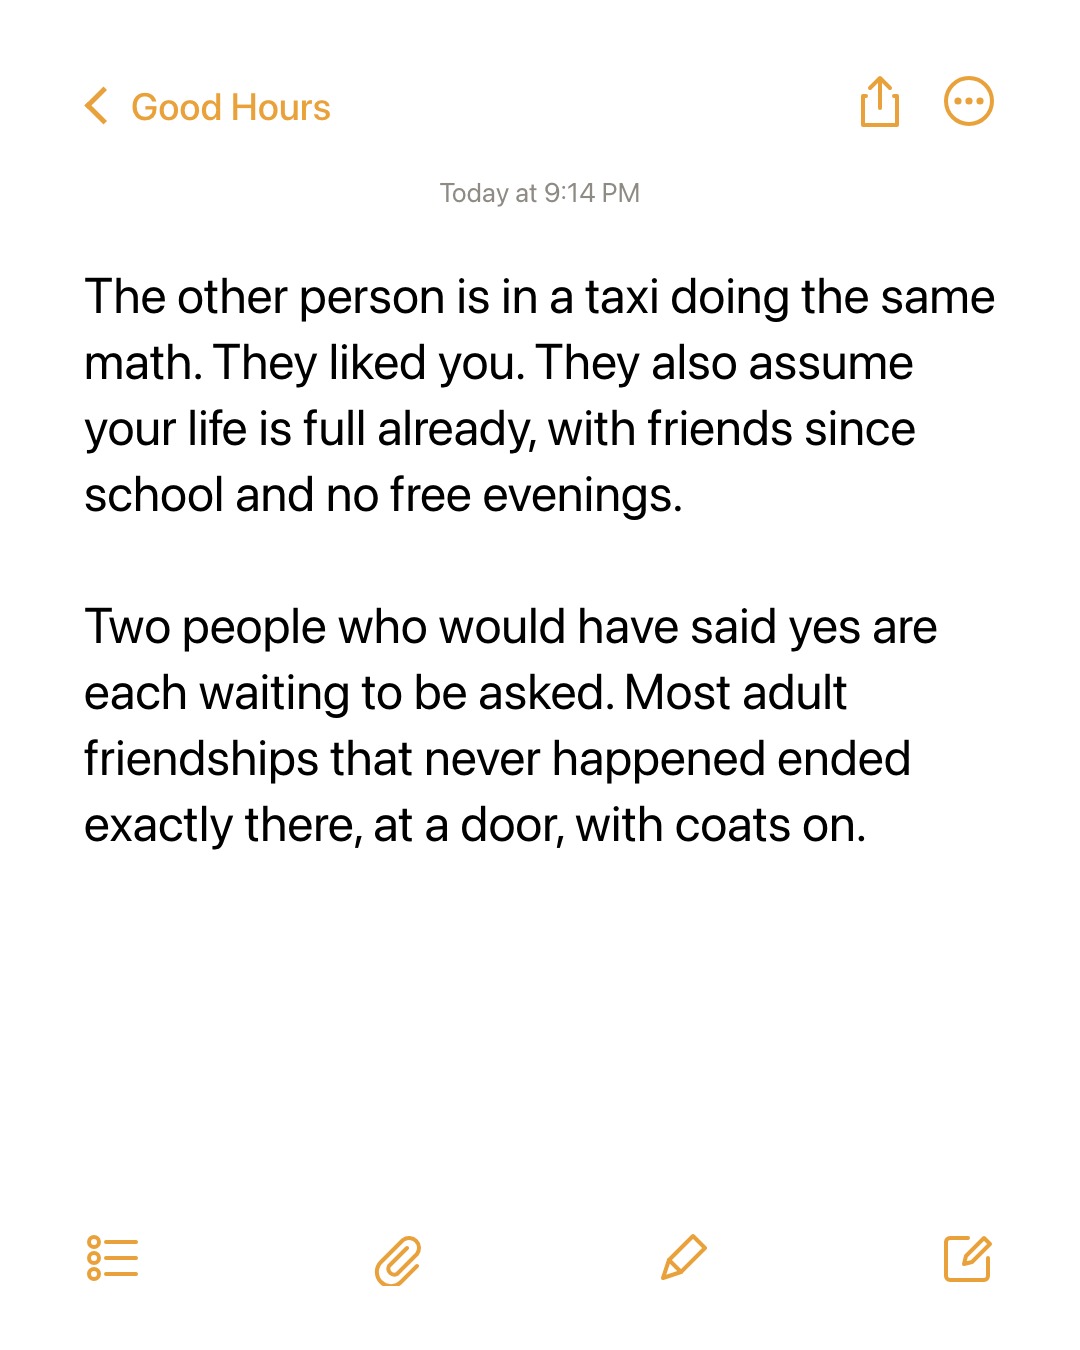 Good Hours
Today at 9:14 PM
The other person is in a taxi doing the same
math. They liked you. They also assume
your life is full already, with friends since
school and no free evenings.
Two people who would have said yes are
each waiting to be asked. Most adult
friendships that never happened ended
exactly there, at a door, with coats on.